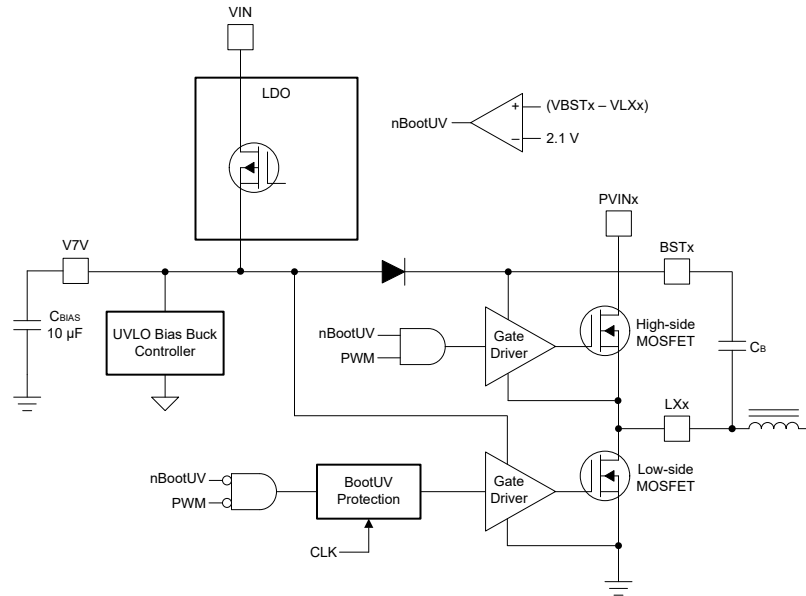 VIN
LDO
nBootUV
+
(VBSTx – VLXx)
–
2.1 V
PVINx
V7V
BSTx
CBIAS
10 µF
UVLO Bias Buck
Controller
nBootUV
PWM
Gate
Driver
High-side
MOSFET
CB
LXx
nBootUV
PWM
BootUV
Protection
Gate
Driver
Low-side
MOSFET
CLK